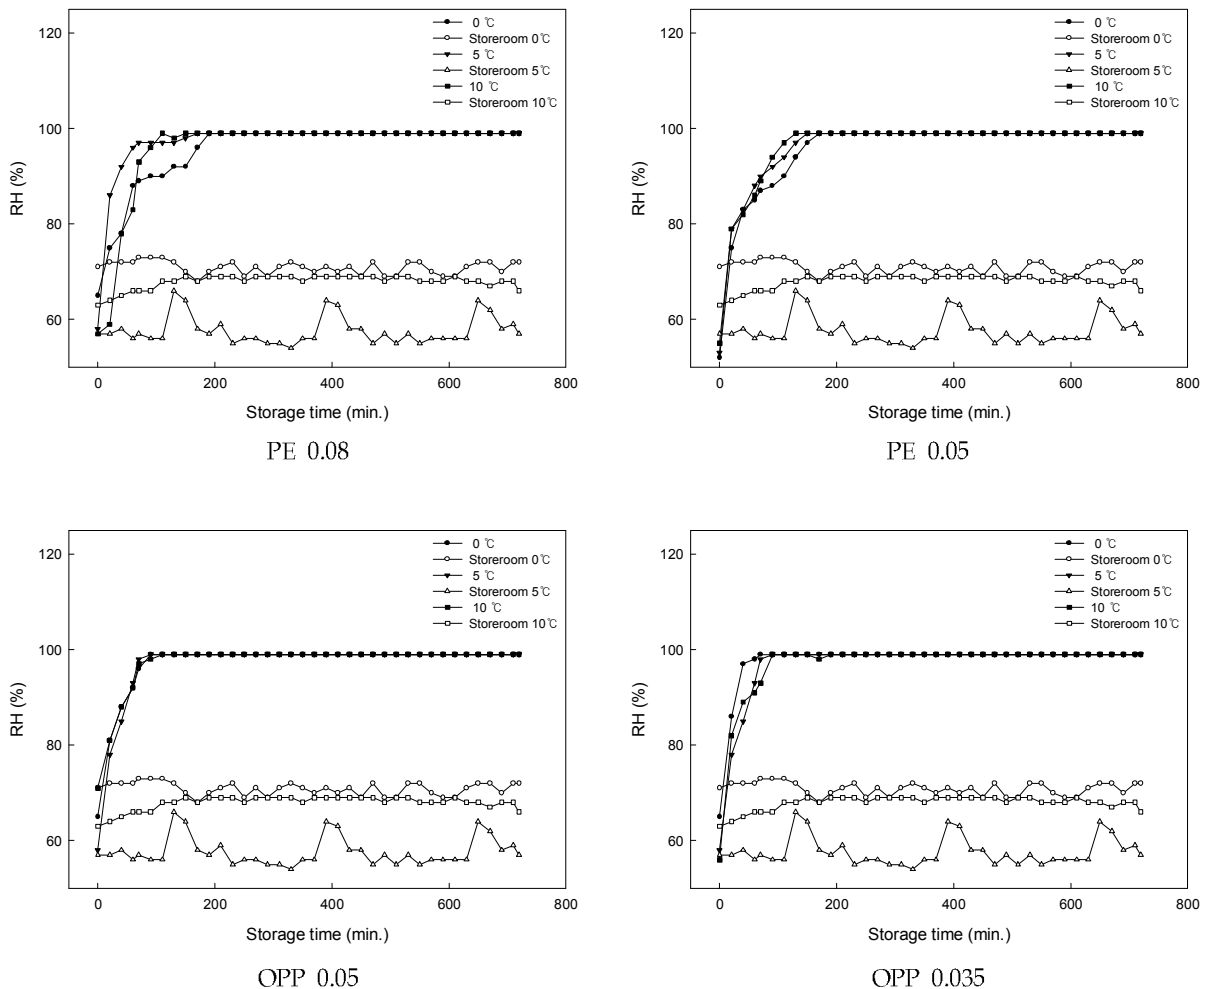 0 ℃
Storeroom 0℃
5 ℃
Storeroom 5℃
10 ℃
Storeroom 10℃
120
100
80
60
RH (%)
0 200 400 600 800
Storage time (min.)
PE 0.08
0 ℃
Storeroom 0℃
5 ℃
Storeroom 5℃
10 ℃
Storeroom 10℃
120
100
80
60
RH (%)
0 200 400 600 800
Storage time (min.)
PE 0.05
0 ℃
Storeroom 0℃
5 ℃
Storeroom 5℃
10 ℃
Storeroom 10℃
120
100
80
60
RH (%)
0 200 400 600 800
Storage time (min.)
OPP 0.05
0 ℃
Storeroom 0℃
5 ℃
Storeroom 5℃
10 ℃
Storeroom 10℃
120
100
80
60
RH (%)
0 200 400 600 800
Storage time (min.)
OPP 0.035